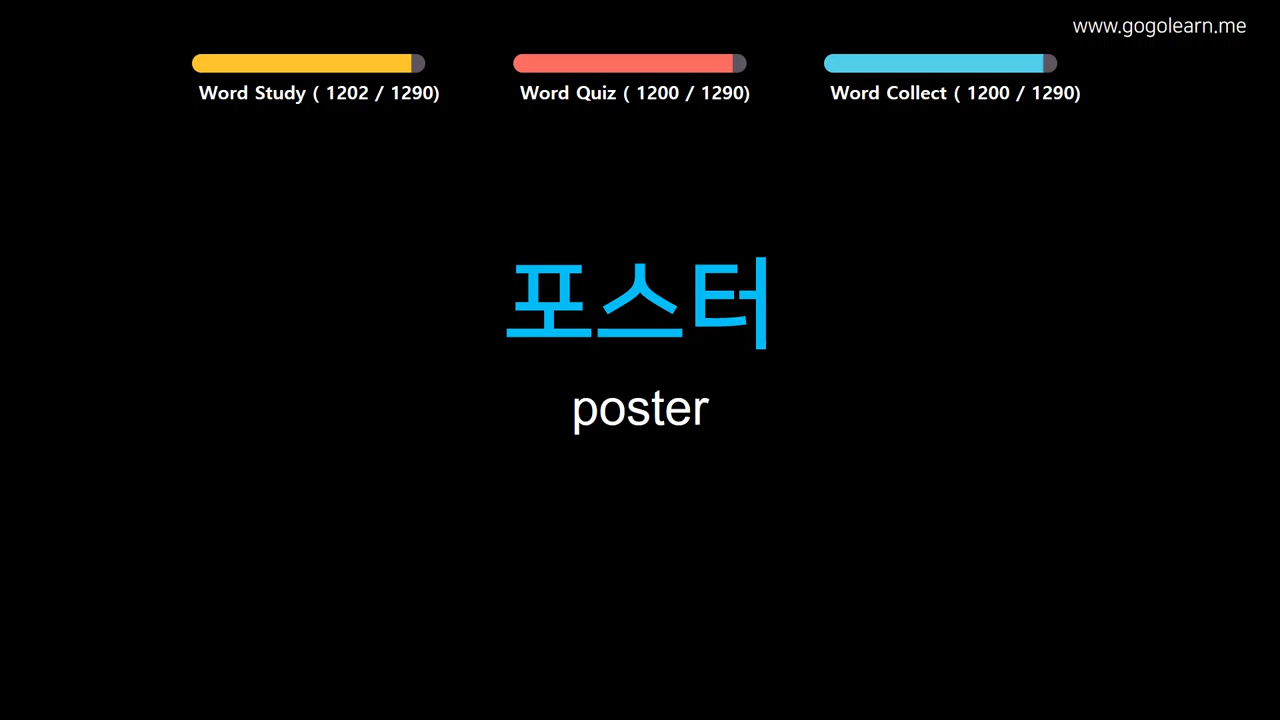 www.gogolearn.me
Word Study ( 1202 / 1290)
Word Quiz ( 1200 / 1290)
Word Collect ( 1200 / 1290)
포스터
poster